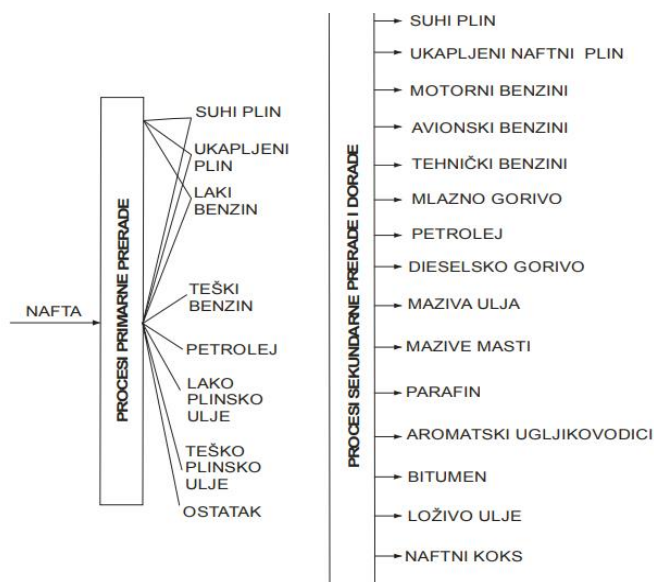 NAFTA
PROCESI PRIMARNE PRERADE
SUHI PLIN
UKAPLJENI
PLIN
LAKI
BENZIN
TEŠKI
BENZIN
PETROLEJ
LAKO
PLINSKO
ULJE
TEŠKO
PLINSKO
ULJE
OSTATAK
PROCESI SEKUNDARNE PRERADE I DORADE
SUHI PLIN
UKAPLJENI NAFTNI PLIN
MOTORNI BENZINI
AVIONSKI BENZINI
TEHNIČKI BENZINI
MLAZNO GORIVO
PETROLEJ
DIESELSKO GORIVO
MAZIVA ULJA
MAZIVE MASTI
PARAFIN
AROMATSKI UGLJIKOVODICI
BITUMEN
LOŽIVO ULJE
NAFTNI KOKS